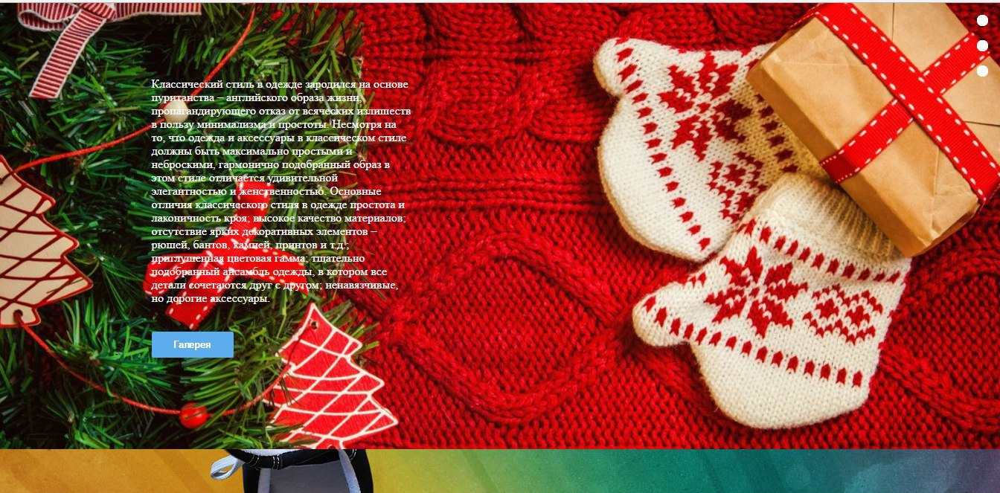 Классический стиль в одежде зародился на основе
пуританства – английского образа жизни,
пропагандирующего отказ от всяческих излишеств
в пользу минимализма и простоты. Несмотря на
то, что одежда и аксессуары в классическом стиле
должны быть максимально простыми и
неброскими, гармонично подобранный образ в
этом стиле отличается удивительной
элегантностью и женственностью. Основные
отличия классического стиля в одежде простота и
лаконичность кроя; высокое качество материалов;
отсутствие ярких декоративных элементов –
рюшей, бантов, камней, принтов и т.д.;
приглушенная цветовая гамма; тщательно
подобранный ансамбль одежды, в котором все
детали сочетаются друг с другом; ненавязчивые,
но дорогие аксессуары.
Галерея